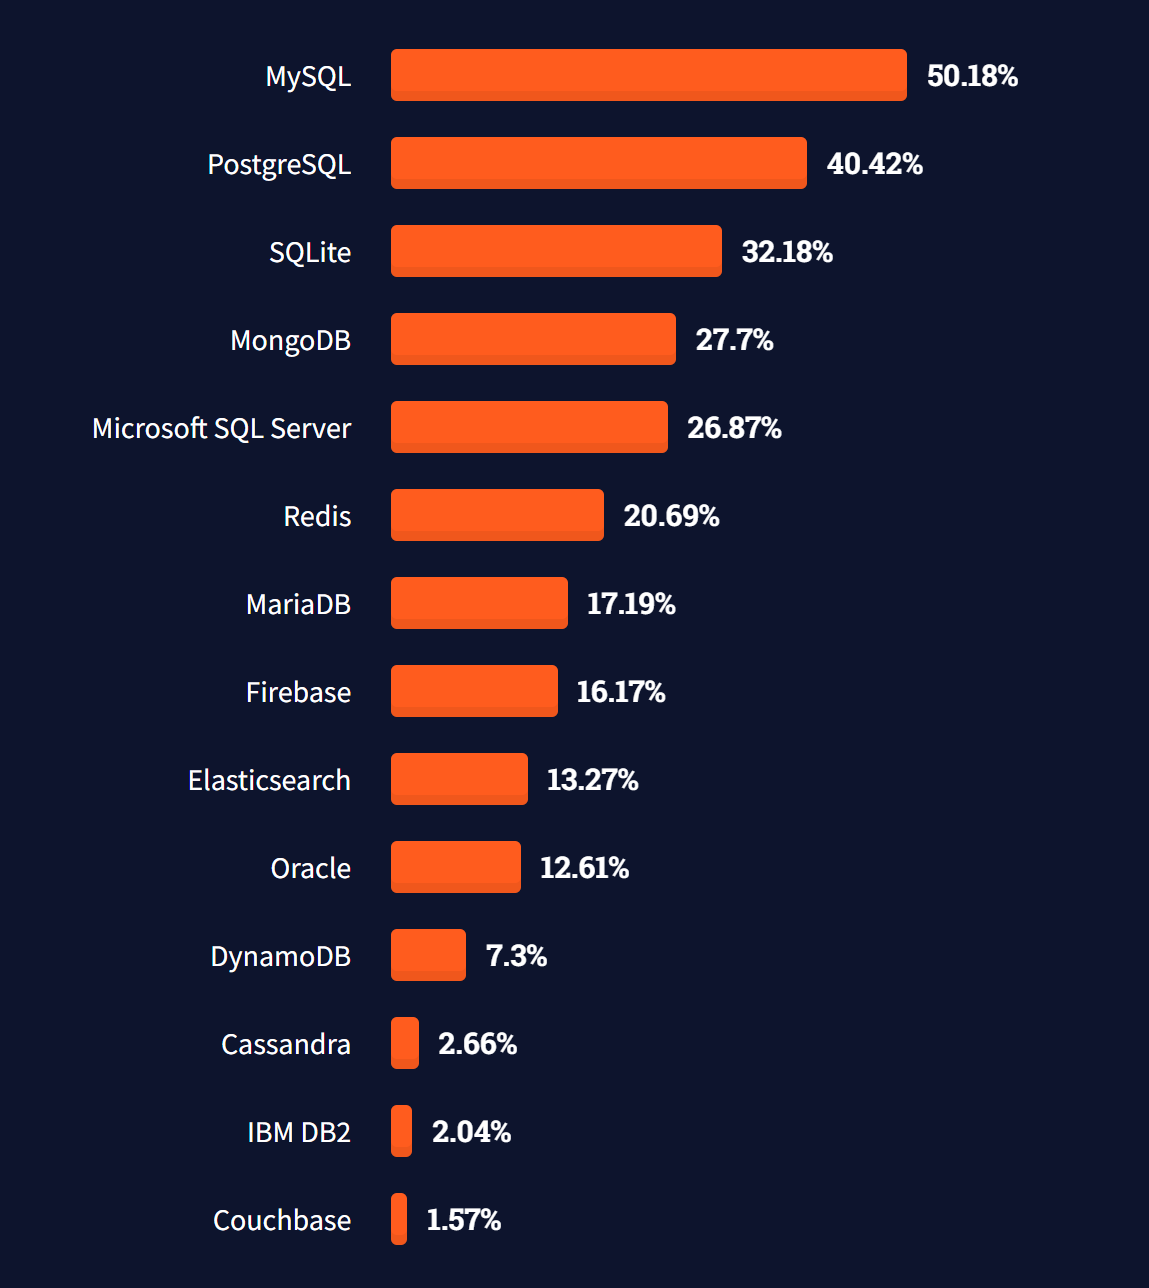 MySQL 50.18%
PostgreSQL 40.42%
SQLite 32.18%
MongoDB 27.7%
Microsoft SQL Server 26.87%
Redis 20.69%
MariaDB 17.19%
Firebase 16.17%
Elasticsearch 13.27%
Oracle 12.61%
DynamoDB 7.3%
Cassandra 2.66%
IBM DB2 2.04%
Couchbase 1.57%